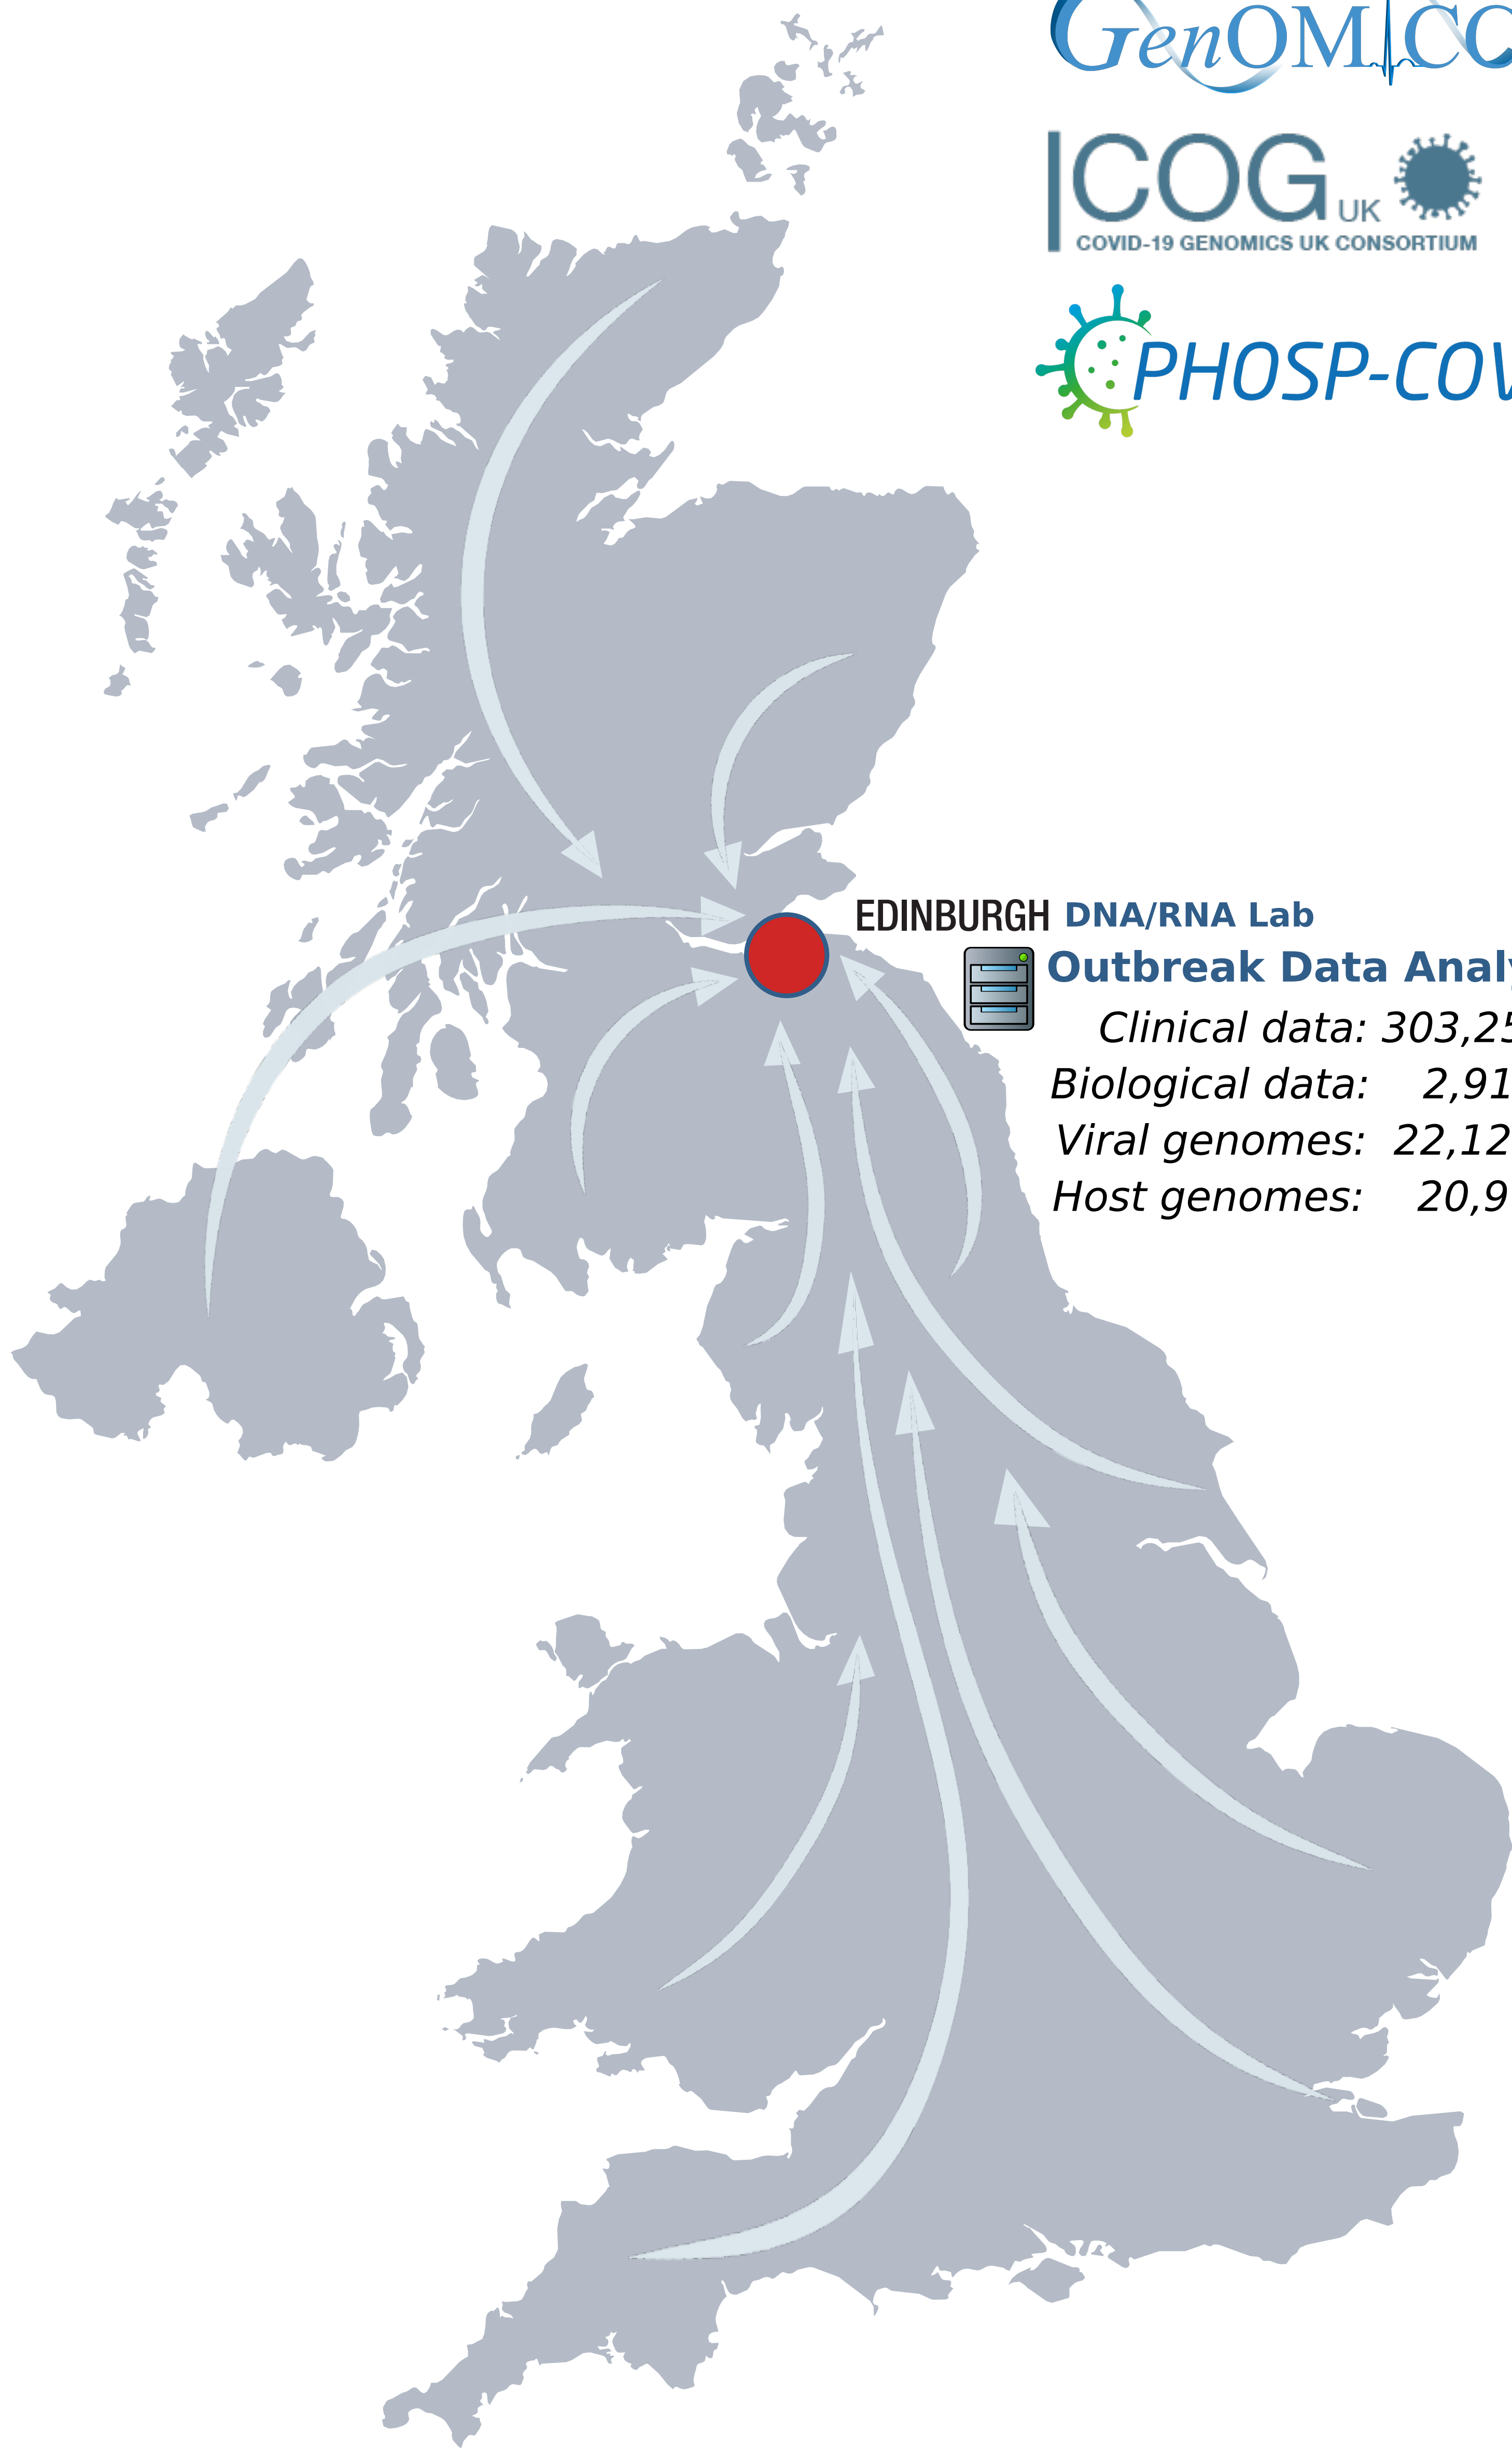 GenOMICC
COG UK
COVID-19 GENOMICS UK CONSORTIUM
PHOSP-COV
EDINBURGH DNA/RNA Lab
Outbreak Data Analy
Clinical data: 303,25
Biological data: 2,91
Viral genomes: 22,12
Host genomes: 20,9